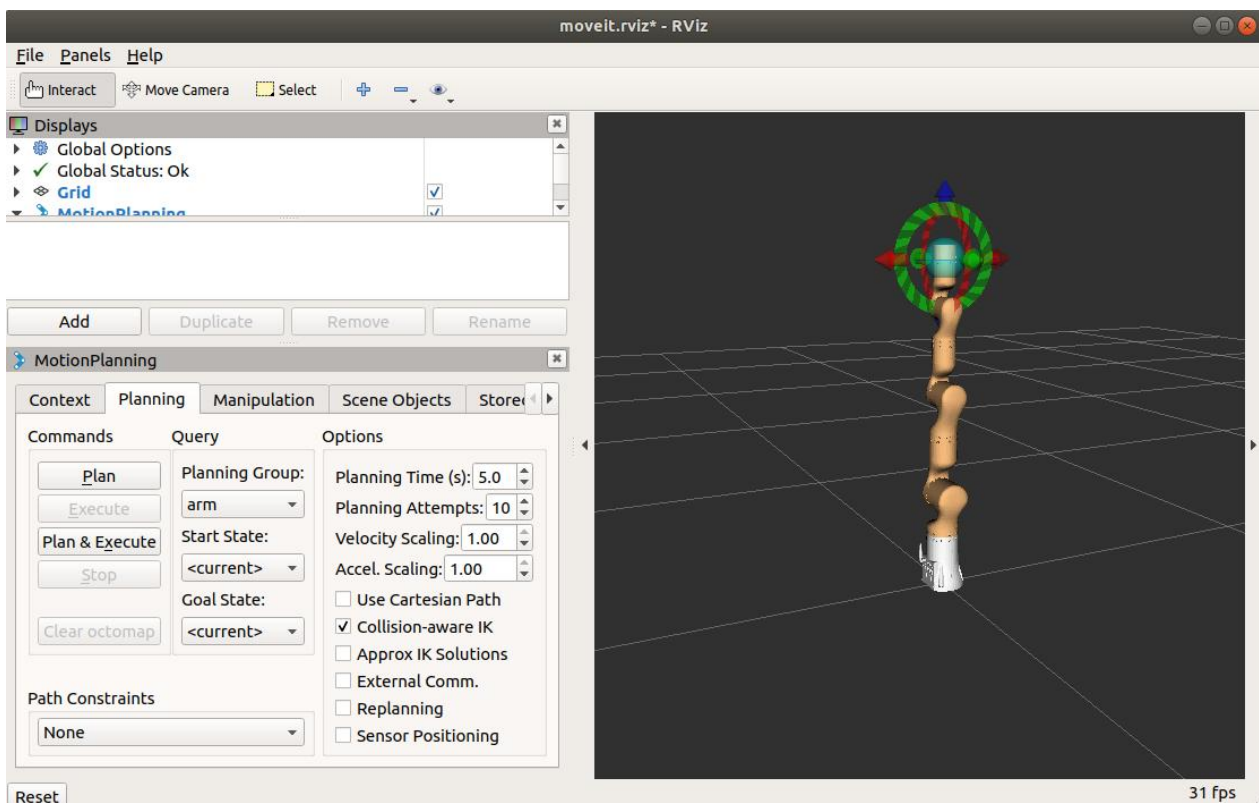 moveit.rviz* - RViz
File Panels Help
Interact Move Camera Select
Displays
Global Options
Global Status: Ok
Grid
MotionPlanning
Add Duplicate Remove Rename
MotionPlanning
Context Planning Manipulation Scene Objects Stored
Commands Query Options
Plan Planning Group: Planning Time (s): 5.0
Execute arm Planning Attempts: 10
Plan & Execute Start State: Velocity Scaling: 1.00
Stop <current> Accel. Scaling: 1.00
Goal State: Use Cartesian Path
Clear octomap <current> Collision-aware IK
Approx IK Solutions
External Comm.
Path Constraints Replanning
None Sensor Positioning
Reset 31 fps